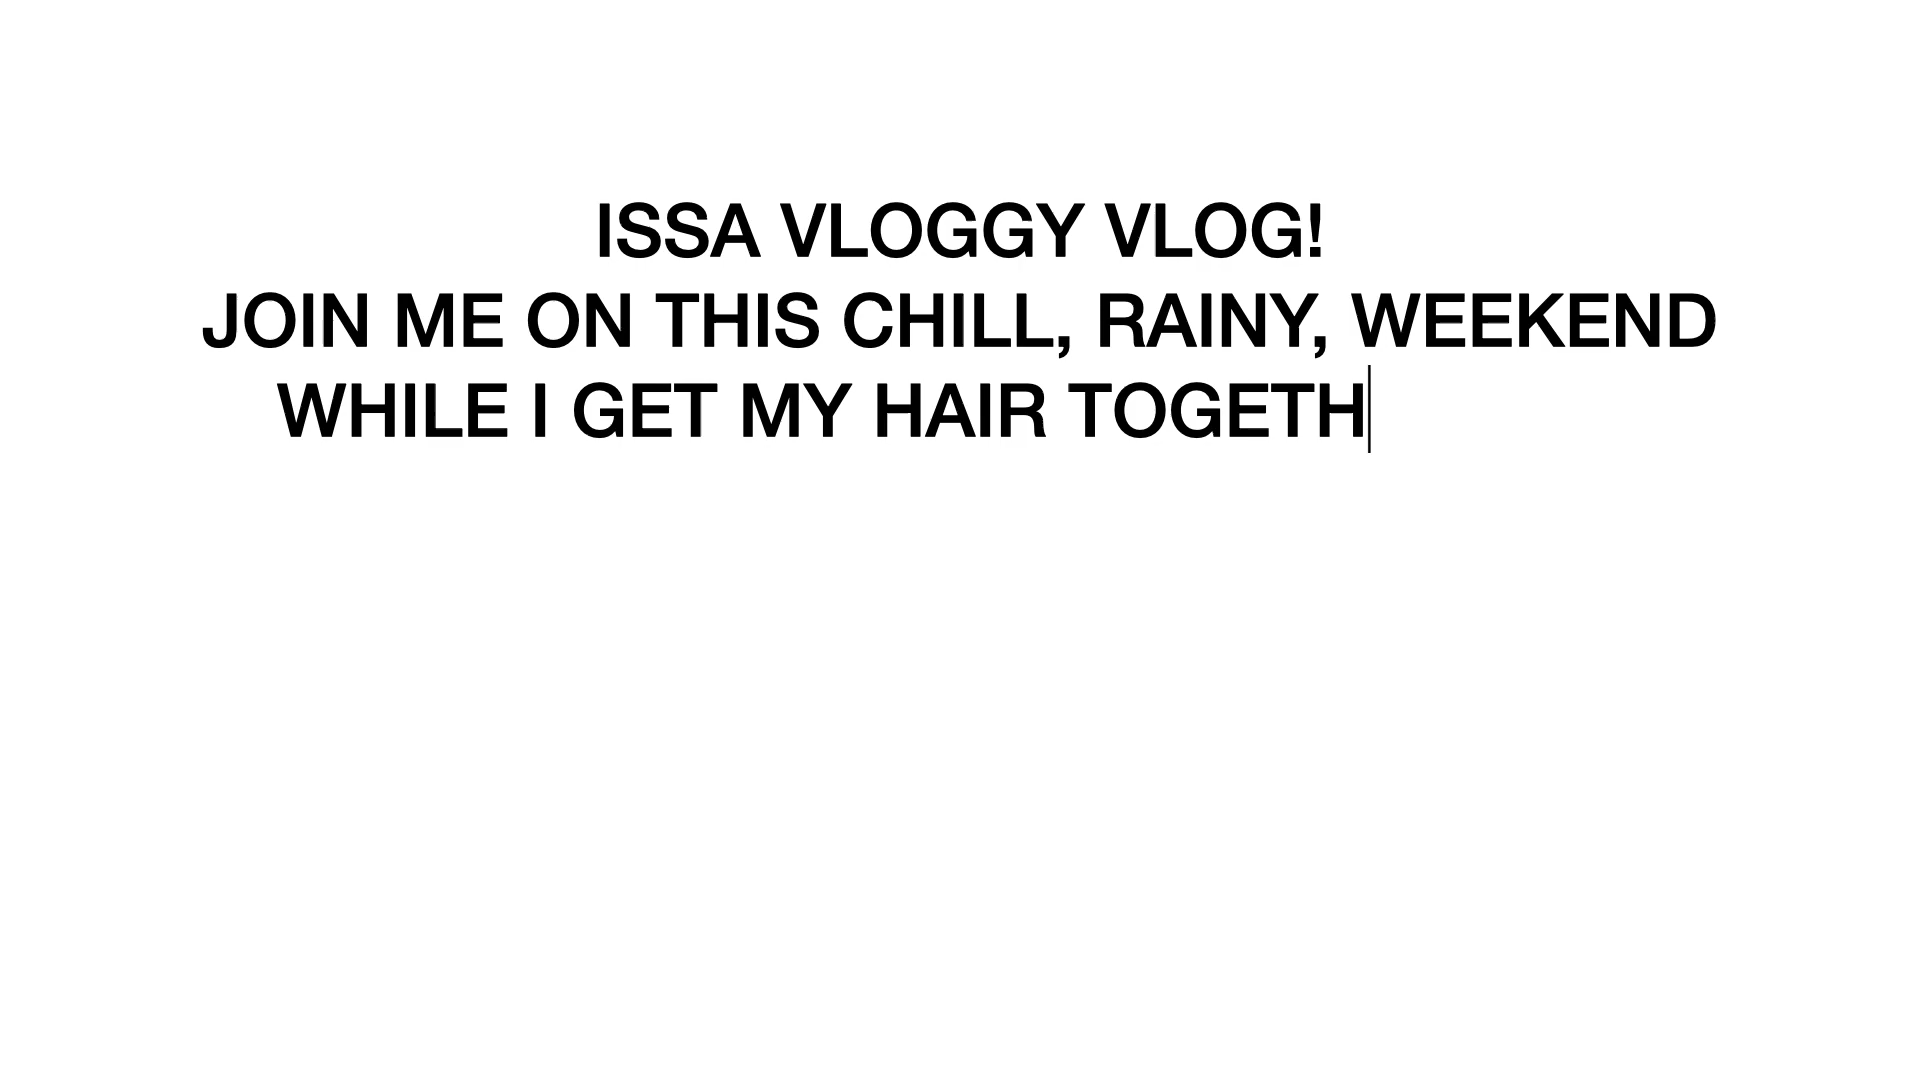 ISSA VLOGGY VLOG!
JOIN ME ON THIS CHILL, RAINY, WEEKEND
WHILE I GET MY HAIR TOGETH